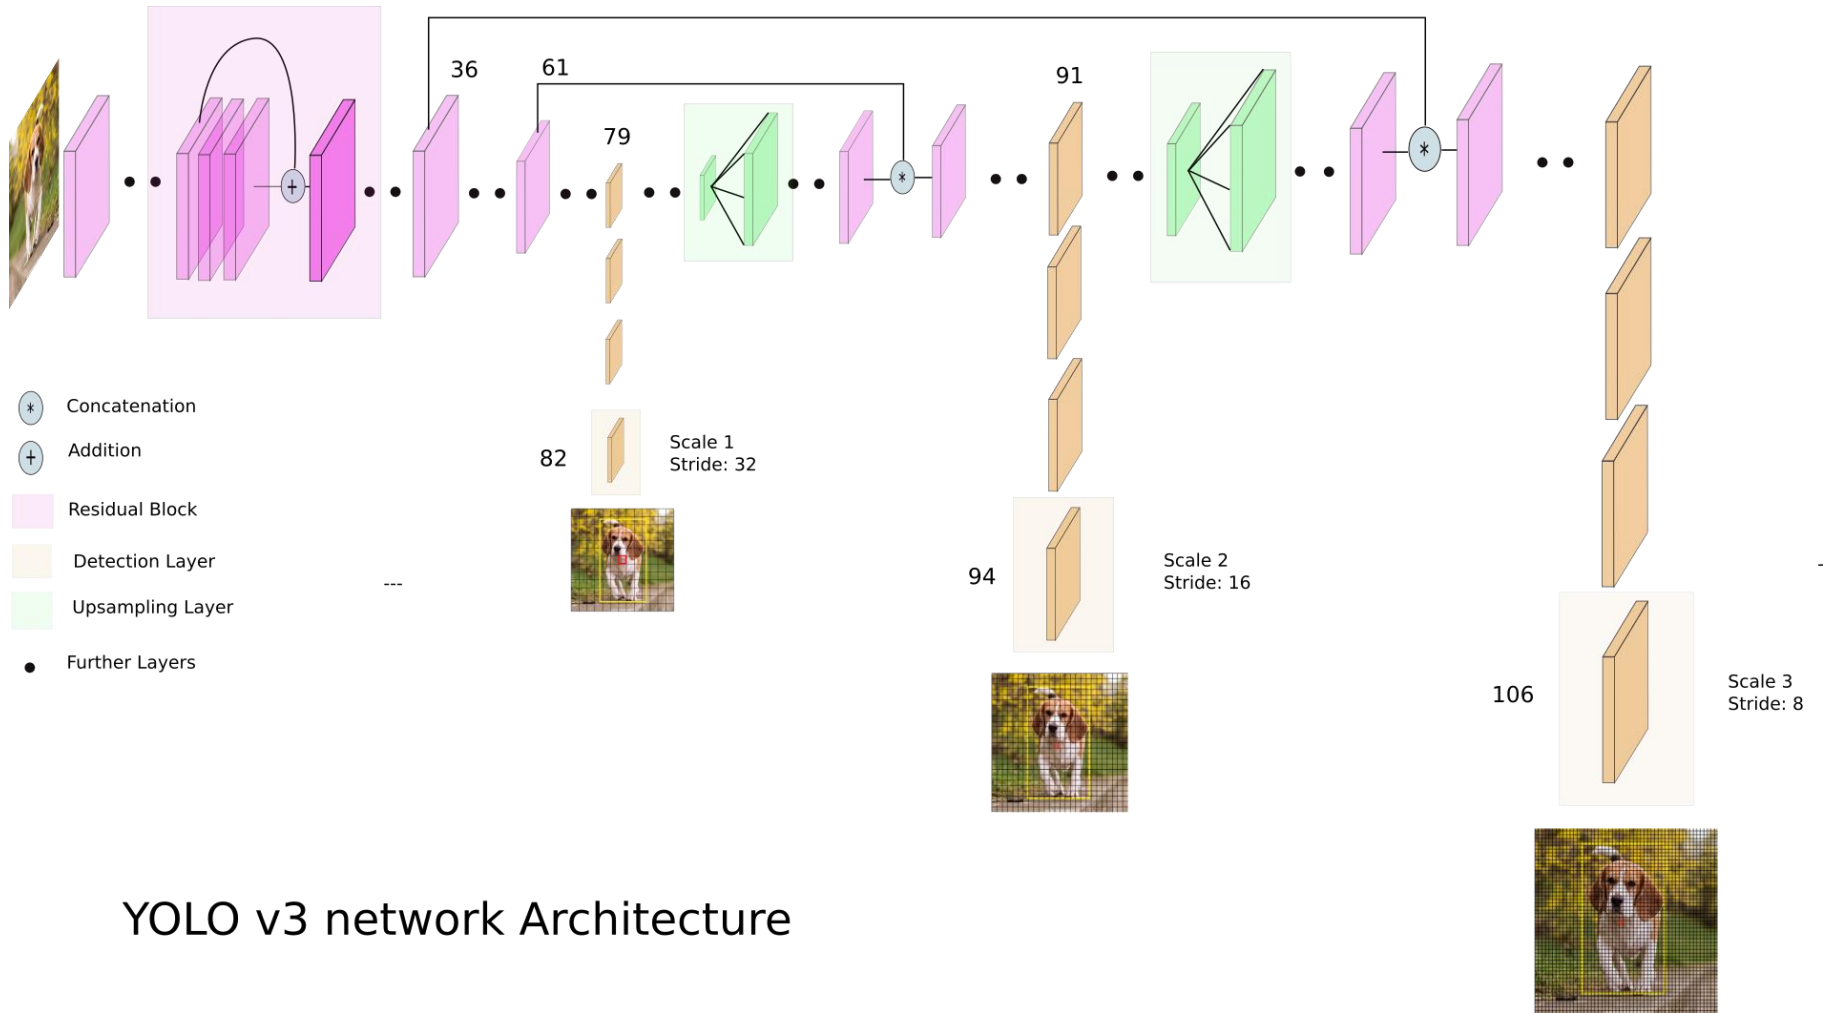 36
61
91
79
Concatenation
Addition
Residual Block
Detection Layer
Upsampling Layer
Further Layers
---
82
Scale 1
Stride: 32
94
Scale 2
Stride: 16
106
Scale 3
Stride: 8
YOLO v3 network Architecture